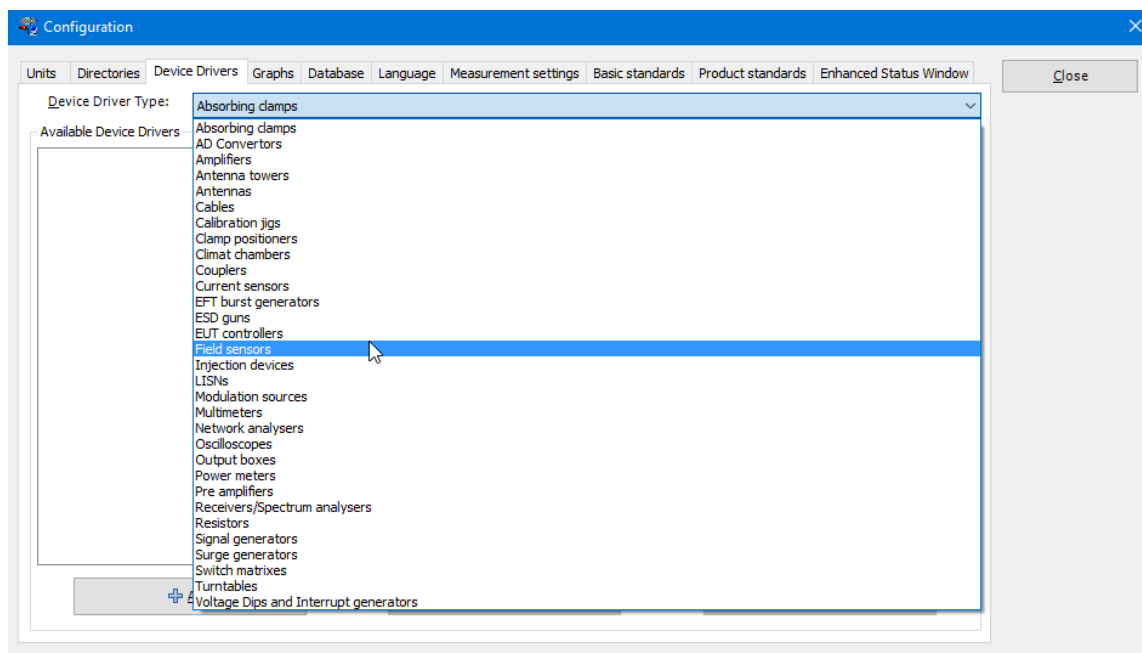 Configuration
Units Directories Device Drivers Graphs Database Language Measurement settings Basic standards Product standards Enhanced Status Window
Close
Device Driver Type: Absorbing clamps
Available Device Drivers
Absorbing clamps
AD Convertors
Amplifiers
Antenna towers
Antennas
Cables
Calibration jigs
Clamp positioners
Climat chambers
Couplers
Current sensors
EFT burst generators
ESD guns
EUT controllers
Field sensors
Injection devices
LISNs
Modulation sources
Multimeters
Network analysers
Oscilloscopes
Output boxes
Power meters
Pre amplifiers
Receivers/Spectrum analysers
Resistors
Signal generators
Surge generators
Switch matrixes
Turntables
Voltage Dips and Interrupt generators